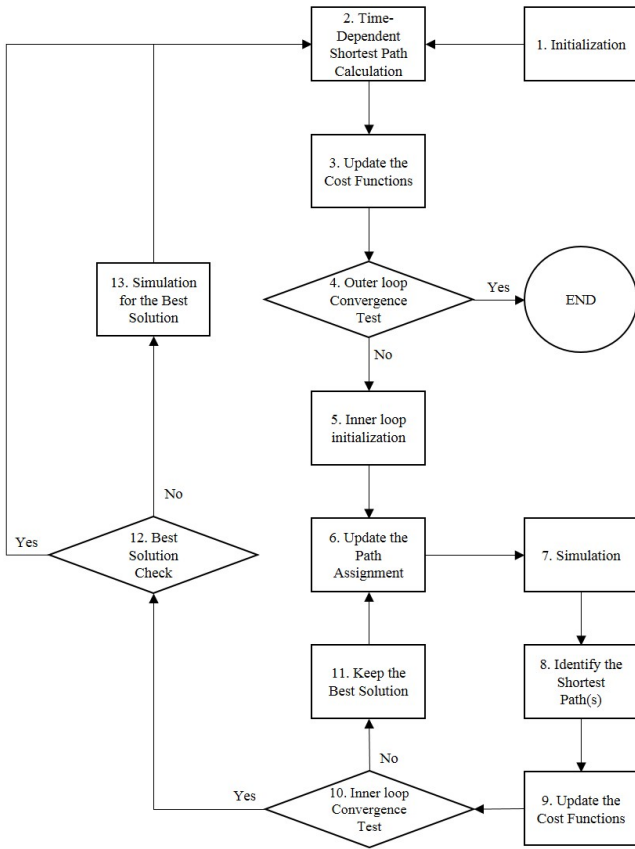 2. Time-
Dependent
Shortest Path
Calculation
1. Initialization
3. Update the
Cost Functions
4. Outer loop
Convergence
Test
Yes
END
No
13. Simulation
for the Best
Solution
5. Inner loop
initialization
No
Yes
12. Best
Solution
Check
6. Update the
Path
Assignment
7. Simulation
11. Keep the
Best Solution
8. Identify the
Shortest
Path(s)
No
Yes
10. Inner loop
Convergence
Test
9. Update the
Cost Functions